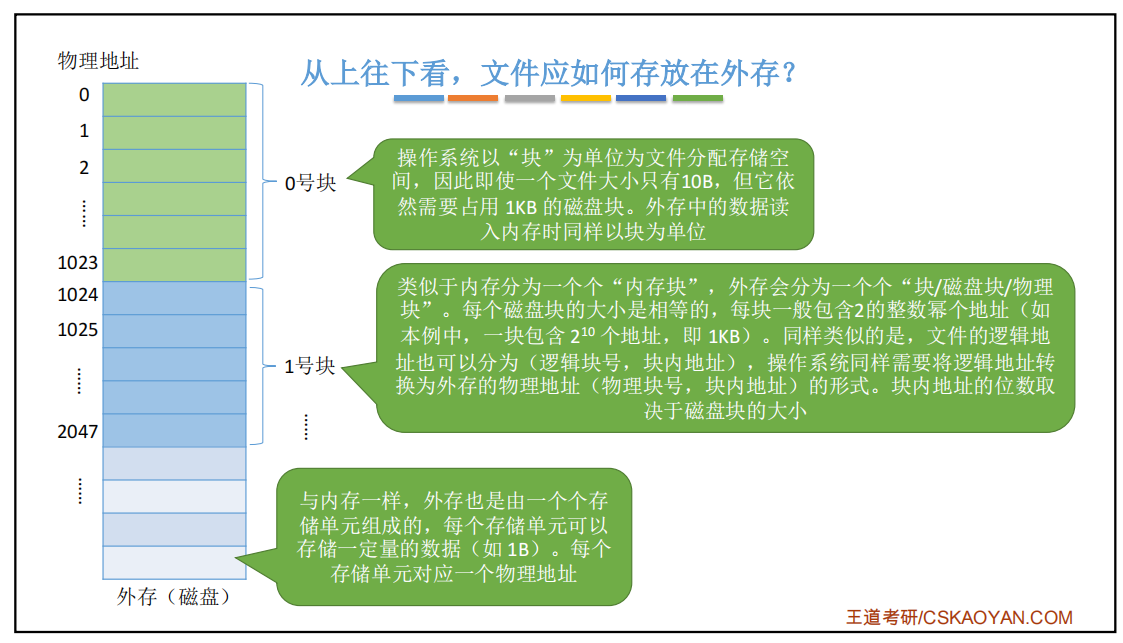 物理地址
从上往下看，文件应如何存放在外存？
0
1
2
……
1023
1024
1025
……
2047
……
0号块
1号块
……
操作系统以“块”为单位为文件分配存储空
间，因此即使一个文件大小只有10B，但它依
然需要占用 1KB 的磁盘块。外存中的数据读
入内存时同样以块为单位
类似于内存分为一个个“内存块”，外存会分为一个个“块/磁盘块/物理
块”。每个磁盘块的大小是相等的，每块一般包含2的整数幂个地址（如
本例中，一块包含 2¹⁰ 个地址，即 1KB）。同样类似的是，文件的逻辑地
址也可以分为（逻辑块号，块内地址），操作系统同样需要将逻辑地址转
换为外存的物理地址（物理块号，块内地址）的形式。块内地址的位数取
决于磁盘块的大小
与内存一样，外存也是由一个个存
储单元组成的，每个存储单元可以
存储一定量的数据（如 1B）。每个
存储单元对应一个物理地址
外存（磁盘）
王道考研/CSKAOYAN.COM